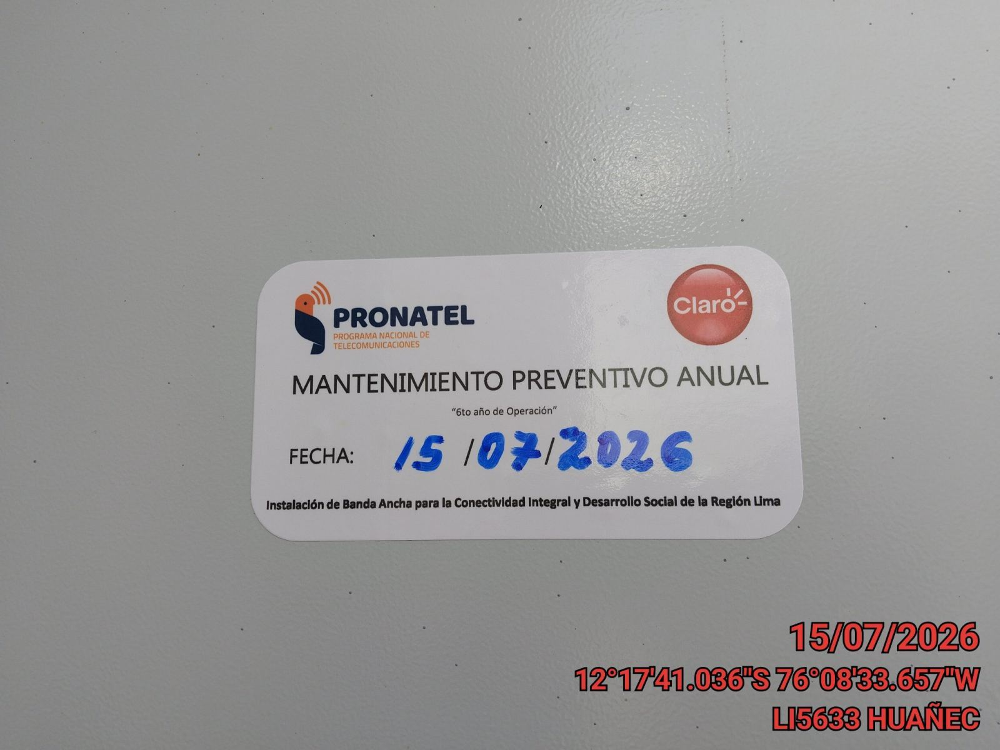 PRONATEL
PROGRAMA NACIONAL DE
TELECOMUNICACIONES
Claro
MANTENIMIENTO PREVENTIVO ANUAL
“6to año de Operación”
FECHA: 15/07/2026
Instalación de Banda Ancha para la Conectividad Integral y Desarrollo Social de la Región Lima
15/07/2026
12°17'41.036"S 76°08'33.657"W
LI5633 HUAÑEC